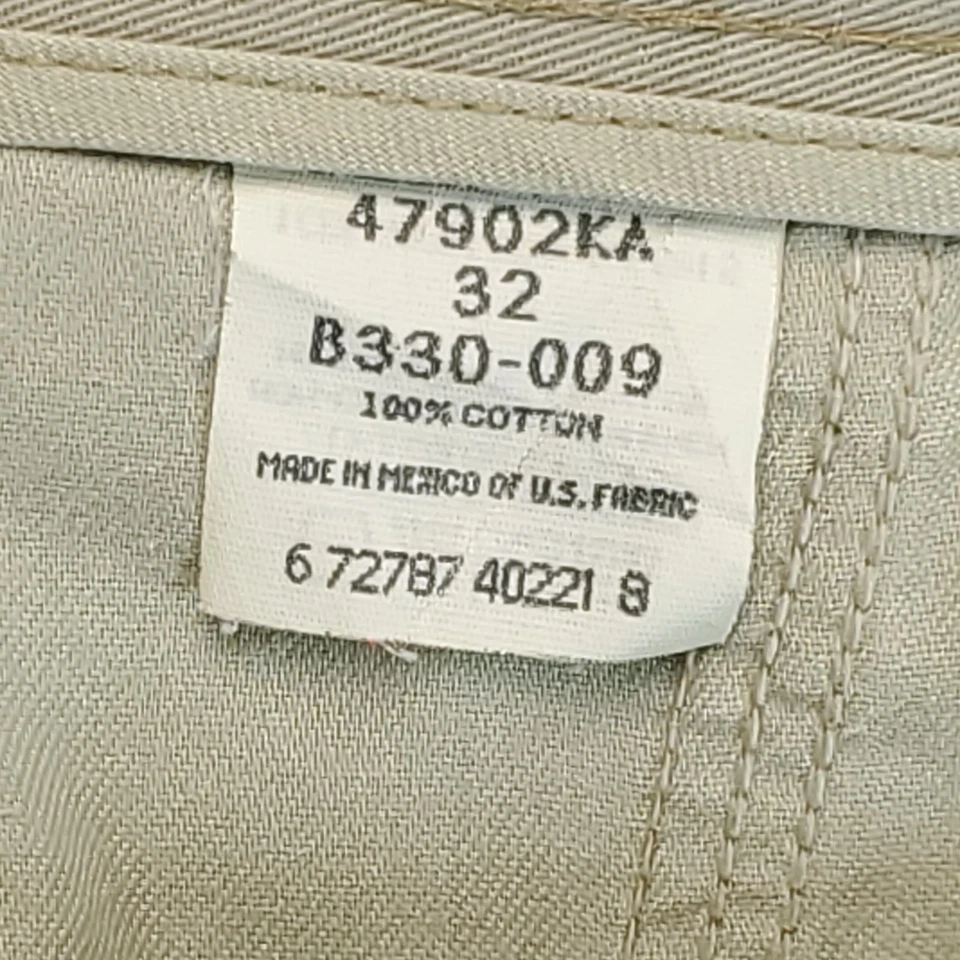 47902KA
32
B330-009
100% COTTON
MADE IN MEXICO OF U.S. FABRIC
6 72787 40221 8